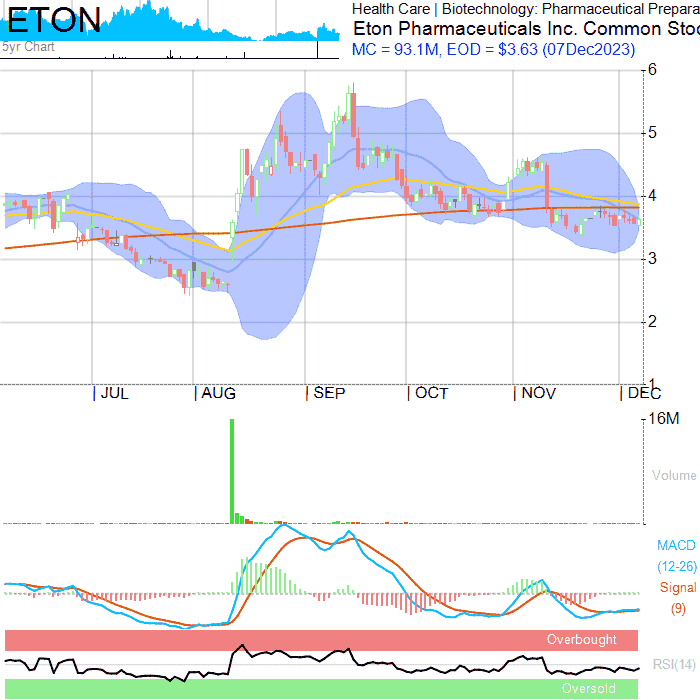 ETON
5yr Chart
Health Care | Biotechnology: Pharmaceutical Prepara
Eton Pharmaceuticals Inc. Common Stoc
MC = 93.1M, EOD = $3.63 (07Dec2023)
6
5
4
3
2
1
JUL AUG SEP OCT NOV DEC
16M
Volume
MACD
(12-26)
Signal
(9)
Overbought
RSI(14)
Oversold